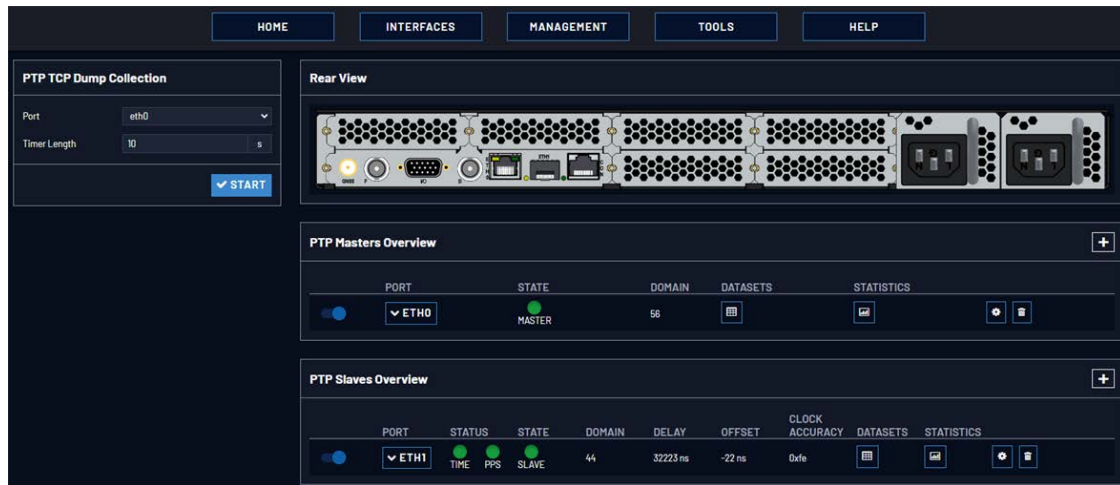 HOME INTERFACES MANAGEMENT TOOLS HELP
PTP TCP Dump Collection
Port eth0
Timer Length 10 s
START
Rear View
ETH1
GNSS I/O
PTP Masters Overview
PORT STATE DOMAIN DATASETS STATISTICS
ETH0 MASTER 56
PTP Slaves Overview
PORT STATUS STATE DOMAIN DELAY OFFSET CLOCK ACCURACY DATASETS STATISTICS
ETH1 TIME PPS SLAVE 44 32223 ns -22 ns 0xfe